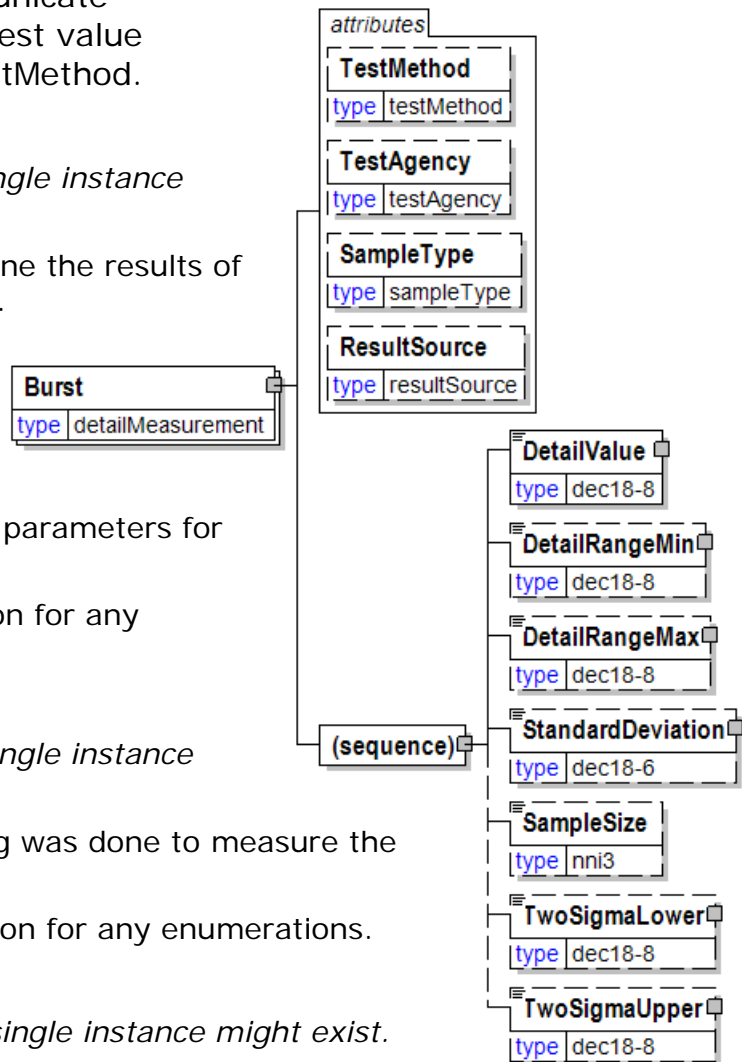 unicate
est value
tMethod.
ngle instance
ne the results of
.
parameters for
on for any
ngle instance
g was done to measure the
on for any enumerations.
single instance might exist.
Burst
type detailMeasurement
attributes
TestMethod
type testMethod
TestAgency
type testAgency
SampleType
type sampleType
ResultSource
type resultSource
(sequence)
DetailValue
type dec18-8
DetailRangeMin
type dec18-8
DetailRangeMax
type dec18-8
StandardDeviation
type dec18-6
SampleSize
type nni3
TwoSigmaLower
type dec18-8
TwoSigmaUpper
type dec18-8